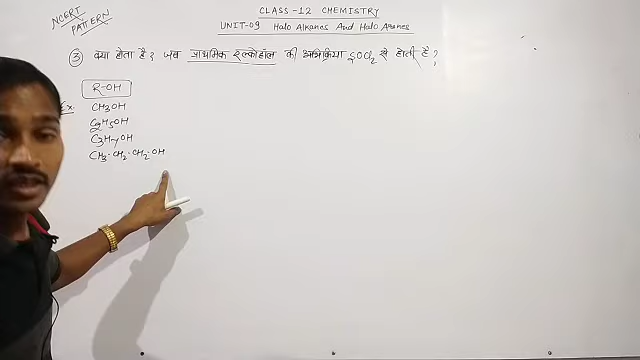 NCERT PATTERN
CLASS-12 CHEMISTRY
UNIT-09 Halo Alkanes And Halo Arenes
③ क्या होता है? जब प्राथमिक एल्कोहॉल की अभिक्रिया SOCl2 से होती है?
R-OH
Ex.
CH3OH
C2H5OH
C3H7OH
CH3-CH2-CH2-OH